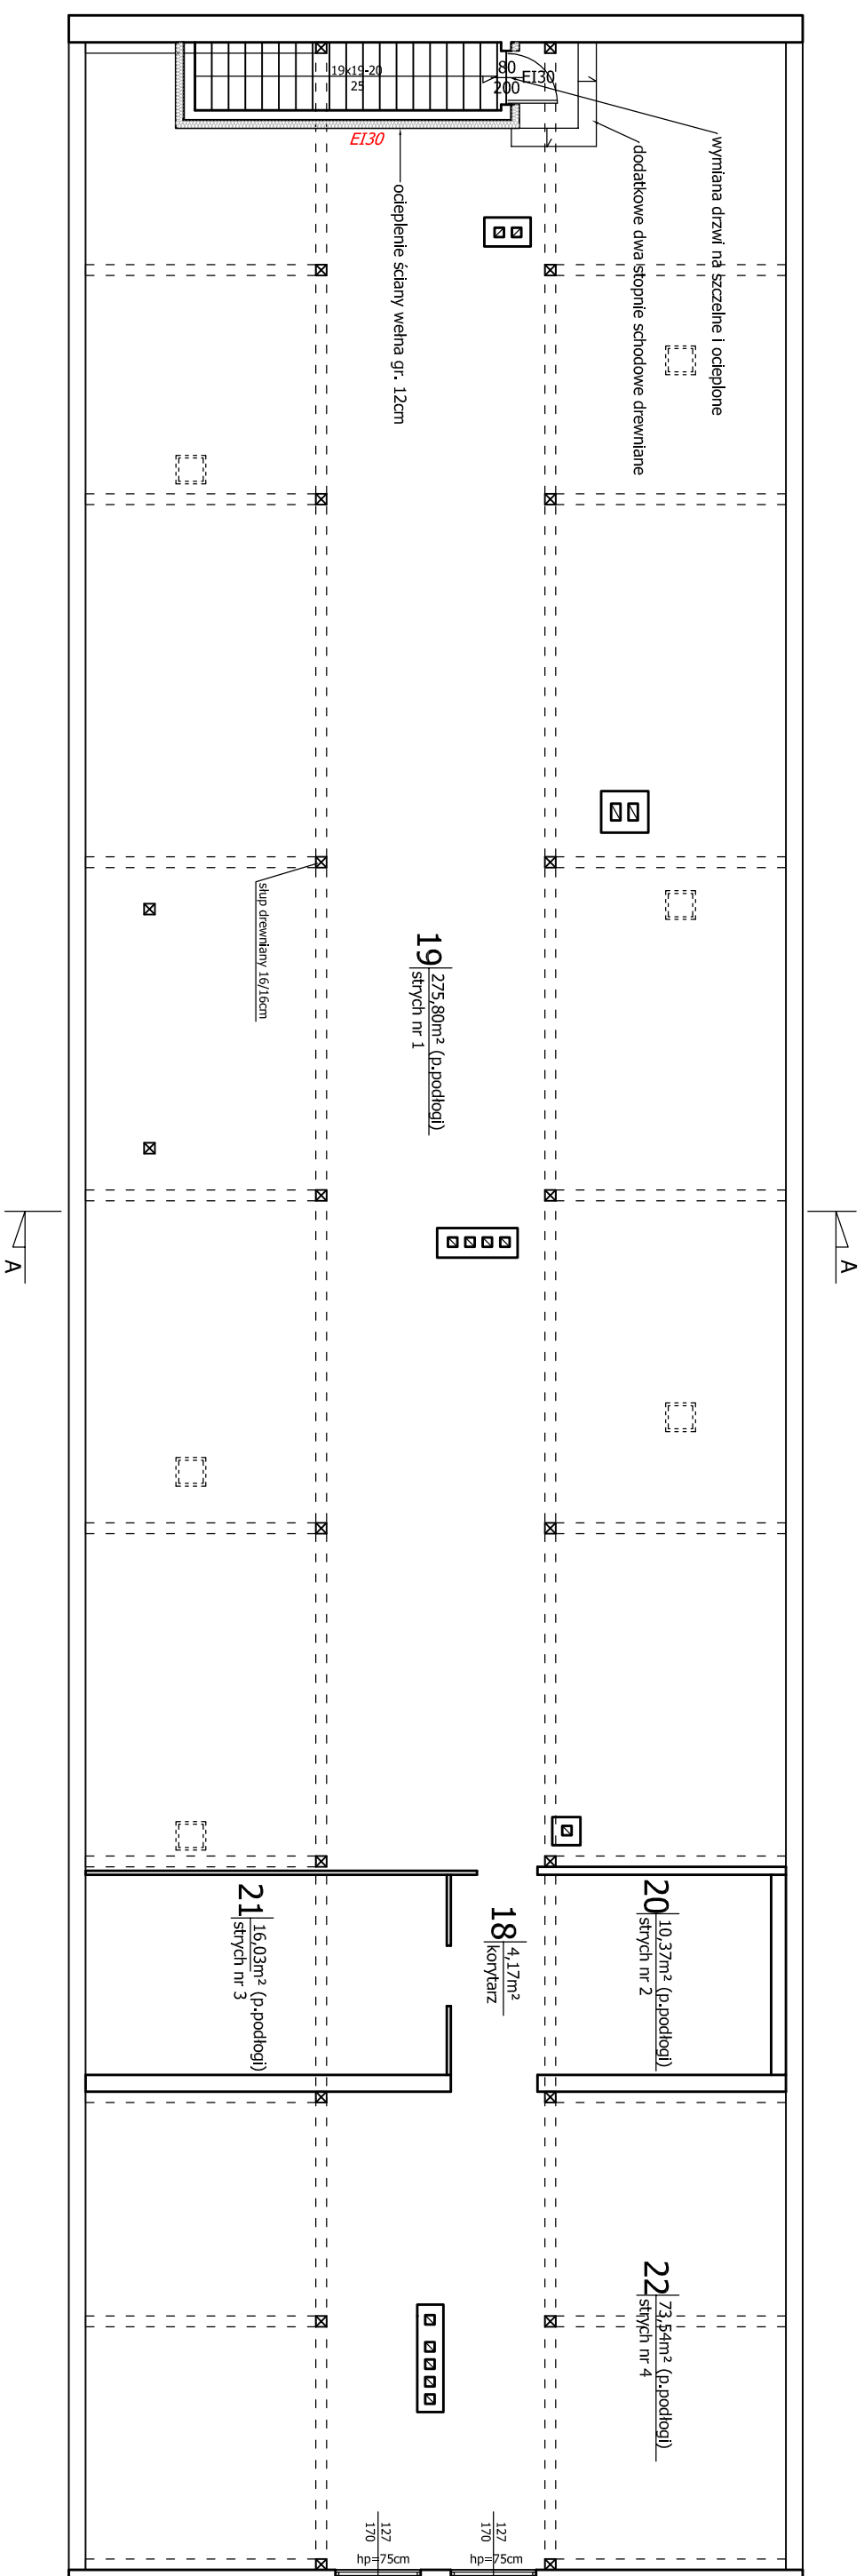 19x19-20
25
80
200
EI30
EI30
wymiana drzwi na szczelne i ocieplone
dodatkowe dwa stopnie schodowe drewniane
ocieplenie ściany wełna gr. 12cm
słup drewniany 16/16cm
19
275,80m² (p.podłogi)
strych nr 1
A
A
20
10,37m² (p.podłogi)
strych nr 2
18
4,17m²
korytarz
21
16,03m² (p.podłogi)
strych nr 3
22
73,54m² (p.podłogi)
strych nr 4
127
170
hp=75cm
127
170
hp=75cm